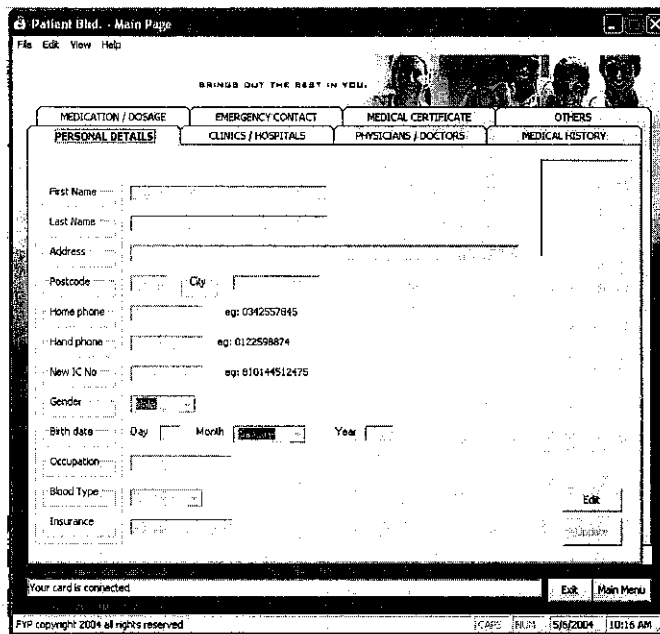 Patient Bhd. - Main Page
File Edit View Help
BRINGS OUT THE BEST IN YOU.
MEDICATION / DOSAGE EMERGENCY CONTACT MEDICAL CERTIFICATE OTHERS
PERSONAL DETAILS CLINICS / HOSPITALS PHYSICIANS / DOCTORS MEDICAL HISTORY
First Name
Last Name
Address
Postcode City
Home phone eg: 0342557845
Hand phone eg: 0122598874
New IC No eg: 810144512475
Gender
Birth date Day Month Year
Occupation
Blood Type
Edit
Insurance
Update
Your card is connected Exit Main Menu
FYP copyright 2004 all rights reserved CAPS NUM 5/6/2004 10:16 AM